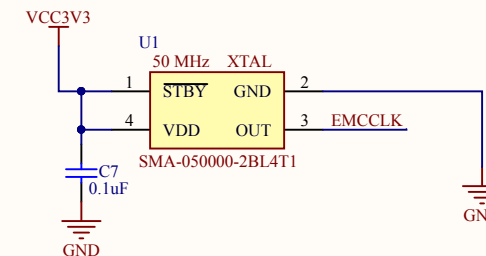 VCC3V3
U1
50 MHz XTAL
1 STBY GND 2
4 VDD OUT 3 EMCCLK
SMA-050000-2BL4T1
C7
0.1uF
GND
GN